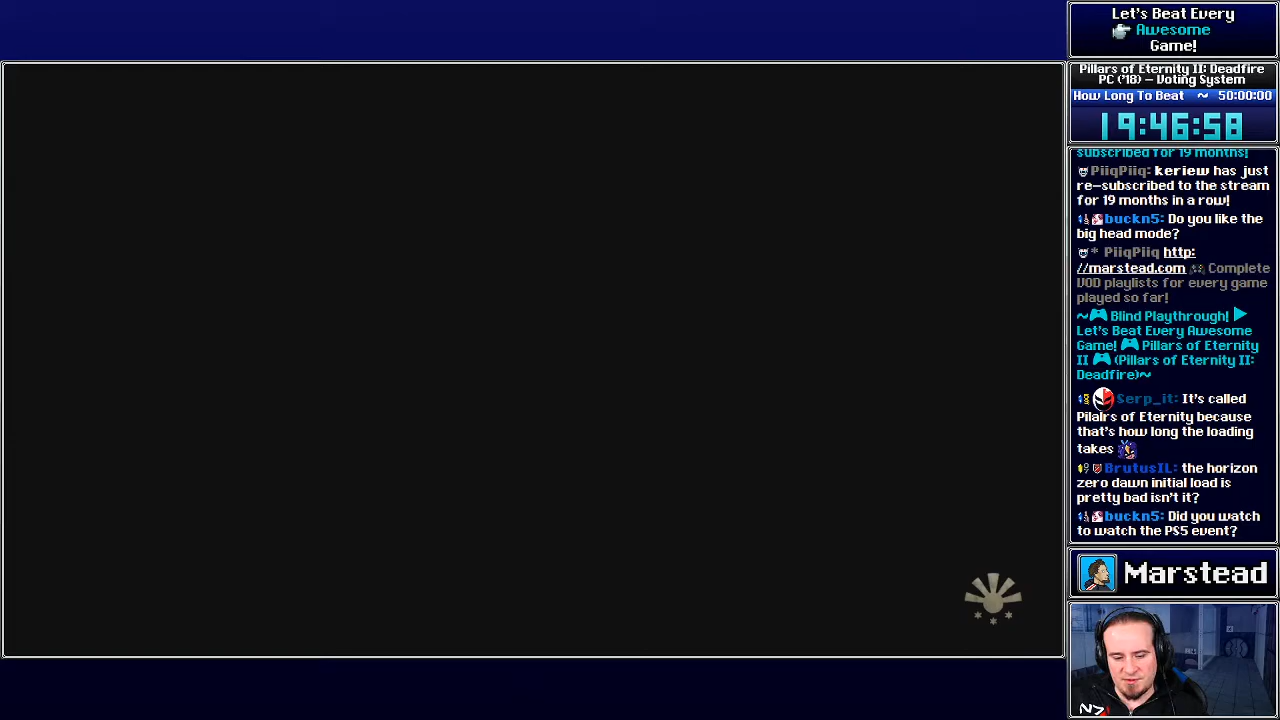 Let's Beat Every
Awesome
Game!
Pillars of Eternity II: Deadfire
PC ('18) – Voting System
How Long To Beat ~ 50:00:00
19:46:58
subscribed for 19 months!
PiiqPiiq: keriew has just
re-subscribed to the stream
for 19 months in a row!
buckn5: Do you like the
big head mode?
* PiiqPiiq http:
//marstead.com Complete
VOD playlists for every game
played so far!
~ Blind Playthrough!
Let's Beat Every Awesome
Game! Pillars of Eternity
II (Pillars of Eternity II:
Deadfire)~
Serp_it: It's called
Pilalrs of Eternity because
that's how long the loading
takes
BrutusIL: the horizon
zero dawn initial load is
pretty bad isn't it?
buckn5: Did you watch
to watch the PS5 event?
Marstead
N7